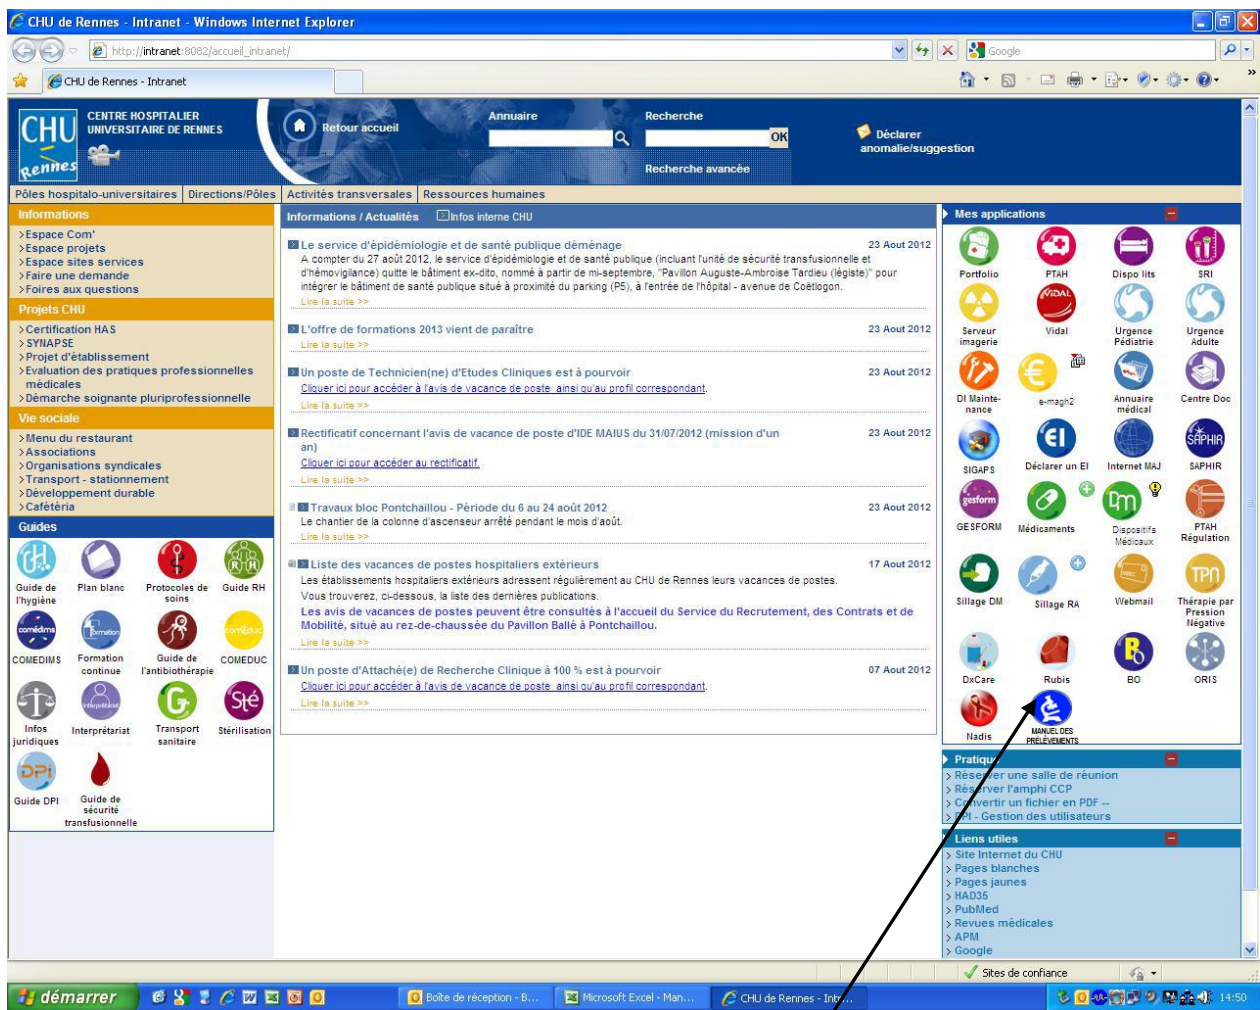 CHU de Rennes - Intranet - Windows Internet Explorer
http://intranet:8082/accueil_intranet/
Google
CHU de Rennes - Intranet
CHU Rennes
CENTRE HOSPITALIER
UNIVERSITAIRE DE RENNES
Retour accueil
Annuaire
Recherche
OK
Recherche avancée
Déclarer
anomalie/suggestion
Pôles hospitalo-universitaires
Directions/Pôles
Activités transversales
Ressources humaines
Informations
>Espace Com'
>Espace projets
>Espace sites services
>Faire une demande
>Foires aux questions
Projets CHU
>Certification HAS
>SYNAPSE
>Projet d'établissement
>Evaluation des pratiques professionnelles
médicales
>Démarche soignante pluriprofessionnelle
Vie sociale
>Menu du restaurant
>Associations
>Organisations syndicales
>Transport - stationnement
>Développement durable
>Cafétéria
Guides
Guide de
l'hygiène
Plan blanc
Protocoles de
soins
RH
Guide RH
comédims
COMEDIMS
Formation
Formation
continue
Guide de
l'antibiothérapie
comEduc
COMEDUC
Infos
juridiques
Interprétariat
Interprétariat
Transport
sanitaire
Sté
Stérilisation
DPi
Guide DPI
Guide de
sécurité
transfusionnelle
Informations / Actualités
Infos interne CHU
Le service d'épidémiologie et de santé publique déménage
23 Aout 2012
A compter du 27 août 2012, le service d'épidémiologie et de santé publique (incluant l'unité de sécurité transfusionnelle et
d'hémovigilance) quitte le bâtiment ex-dito, nommé à partir de mi-septembre, "Pavillon Auguste-Ambroise Tardieu (légiste)" pour
intégrer le bâtiment de santé publique situé à proximité du parking (P5), à l'entrée de l'hôpital - avenue de Coëtlogon.
Lire la suite >>
L'offre de formations 2013 vient de paraître
23 Aout 2012
Lire la suite >>
Un poste de Technicien(ne) d'Etudes Cliniques est à pourvoir
23 Aout 2012
Cliquer ici pour accéder à l'avis de vacance de poste ainsi qu'au profil correspondant.
Lire la suite >>
Rectificatif concernant l'avis de vacance de poste d'IDE MAIUS du 31/07/2012 (mission d'un
an)
23 Aout 2012
Cliquer ici pour accéder au rectificatif.
Lire la suite >>
Travaux bloc Pontchaillou - Période du 6 au 24 août 2012
23 Aout 2012
Le chantier de la colonne d'ascenseur arrêté pendant le mois d'août.
Lire la suite >>
Liste des vacances de postes hospitaliers extérieurs
17 Aout 2012
Les établissements hospitaliers extérieurs adressent régulièrement au CHU de Rennes leurs vacances de postes.
Vous trouverez, ci-dessous, la liste des dernières publications.
Les avis de vacances de postes peuvent être consultés à l'accueil du Service du Recrutement, des Contrats et de
Mobilité, situé au rez-de-chaussée du Pavillon Ballé à Pontchaillou.
Lire la suite >>
Un poste d'Attaché(e) de Recherche Clinique à 100 % est à pourvoir
07 Aout 2012
Cliquer ici pour accéder à l'avis de vacance de poste ainsi qu'au profil correspondant.
Lire la suite >>
Mes applications
Portfolio
PTAH
Dispo lits
SRI
Serveur
imagerie
ViDAL
Vidal
Urgence
Pédiatrie
Urgence
Adulte
DI Mainte-
nance
e-magh2
Annuaire
médical
Centre Doc
SIGAPS
EI
Déclarer un EI
Internet MAJ
SAPHIR
SAPHIR
gesform
GESFORM
Médicaments
Dm
Dispositifs
Médicaux
PTAH
Régulation
Sillage DM
Sillage RA
Webmail
TPN
Thérapie par
Pression
Négative
DxCare
Rubis
BO
ORIS
Nadis
MANUEL DES
PRÉLÈVEMENTS
Pratique
> Réserver une salle de réunion
> Réserver l'amphi CCP
> Convertir un fichier en PDF --
> DPI - Gestion des utilisateurs
Liens utiles
> Site Internet du CHU
> Pages blanches
> Pages jaunes
> HAD35
> PubMed
> Revues médicales
> APM
> Google
Sites de confiance
démarrer
Boîte de réception - B...
Microsoft Excel - Man...
CHU de Rennes - Intr...
14:50